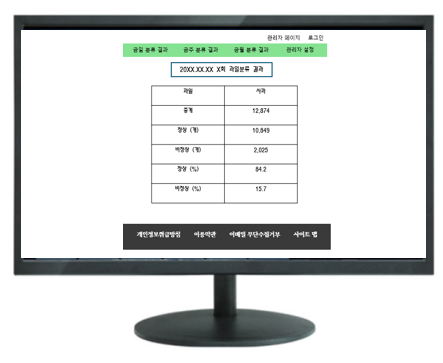 관리자 페이지 로그인
금일 분류 결과 금주 분류 결과 금월 분류 결과 관리자 설정
20XX.XX.XX X회 과일분류 결과
과일 사과
총계 12,874
정상 (개) 10,849
비정상 (개) 2,025
정상 (%) 84.2
비정상 (%) 15.7
개인정보취급방침 이용약관 이메일 무단수집거부 사이트 맵